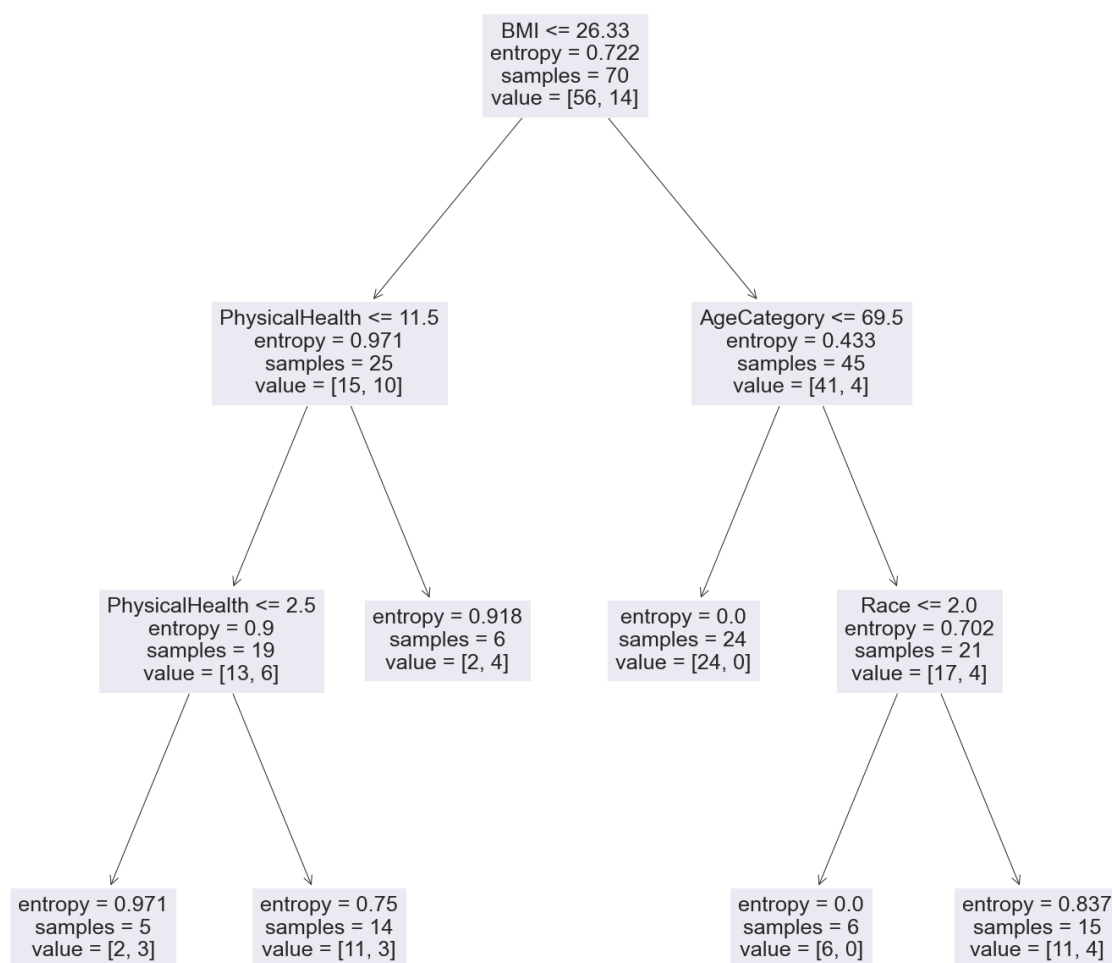 BMI <= 26.33
entropy = 0.722
samples = 70
value = [56, 14]
PhysicalHealth <= 11.5
entropy = 0.971
samples = 25
value = [15, 10]
AgeCategory <= 69.5
entropy = 0.433
samples = 45
value = [41, 4]
PhysicalHealth <= 2.5
entropy = 0.9
samples = 19
value = [13, 6]
entropy = 0.918
samples = 6
value = [2, 4]
entropy = 0.0
samples = 24
value = [24, 0]
Race <= 2.0
entropy = 0.702
samples = 21
value = [17, 4]
entropy = 0.971
samples = 5
value = [2, 3]
entropy = 0.75
samples = 14
value = [11, 3]
entropy = 0.0
samples = 6
value = [6, 0]
entropy = 0.837
samples = 15
value = [11, 4]